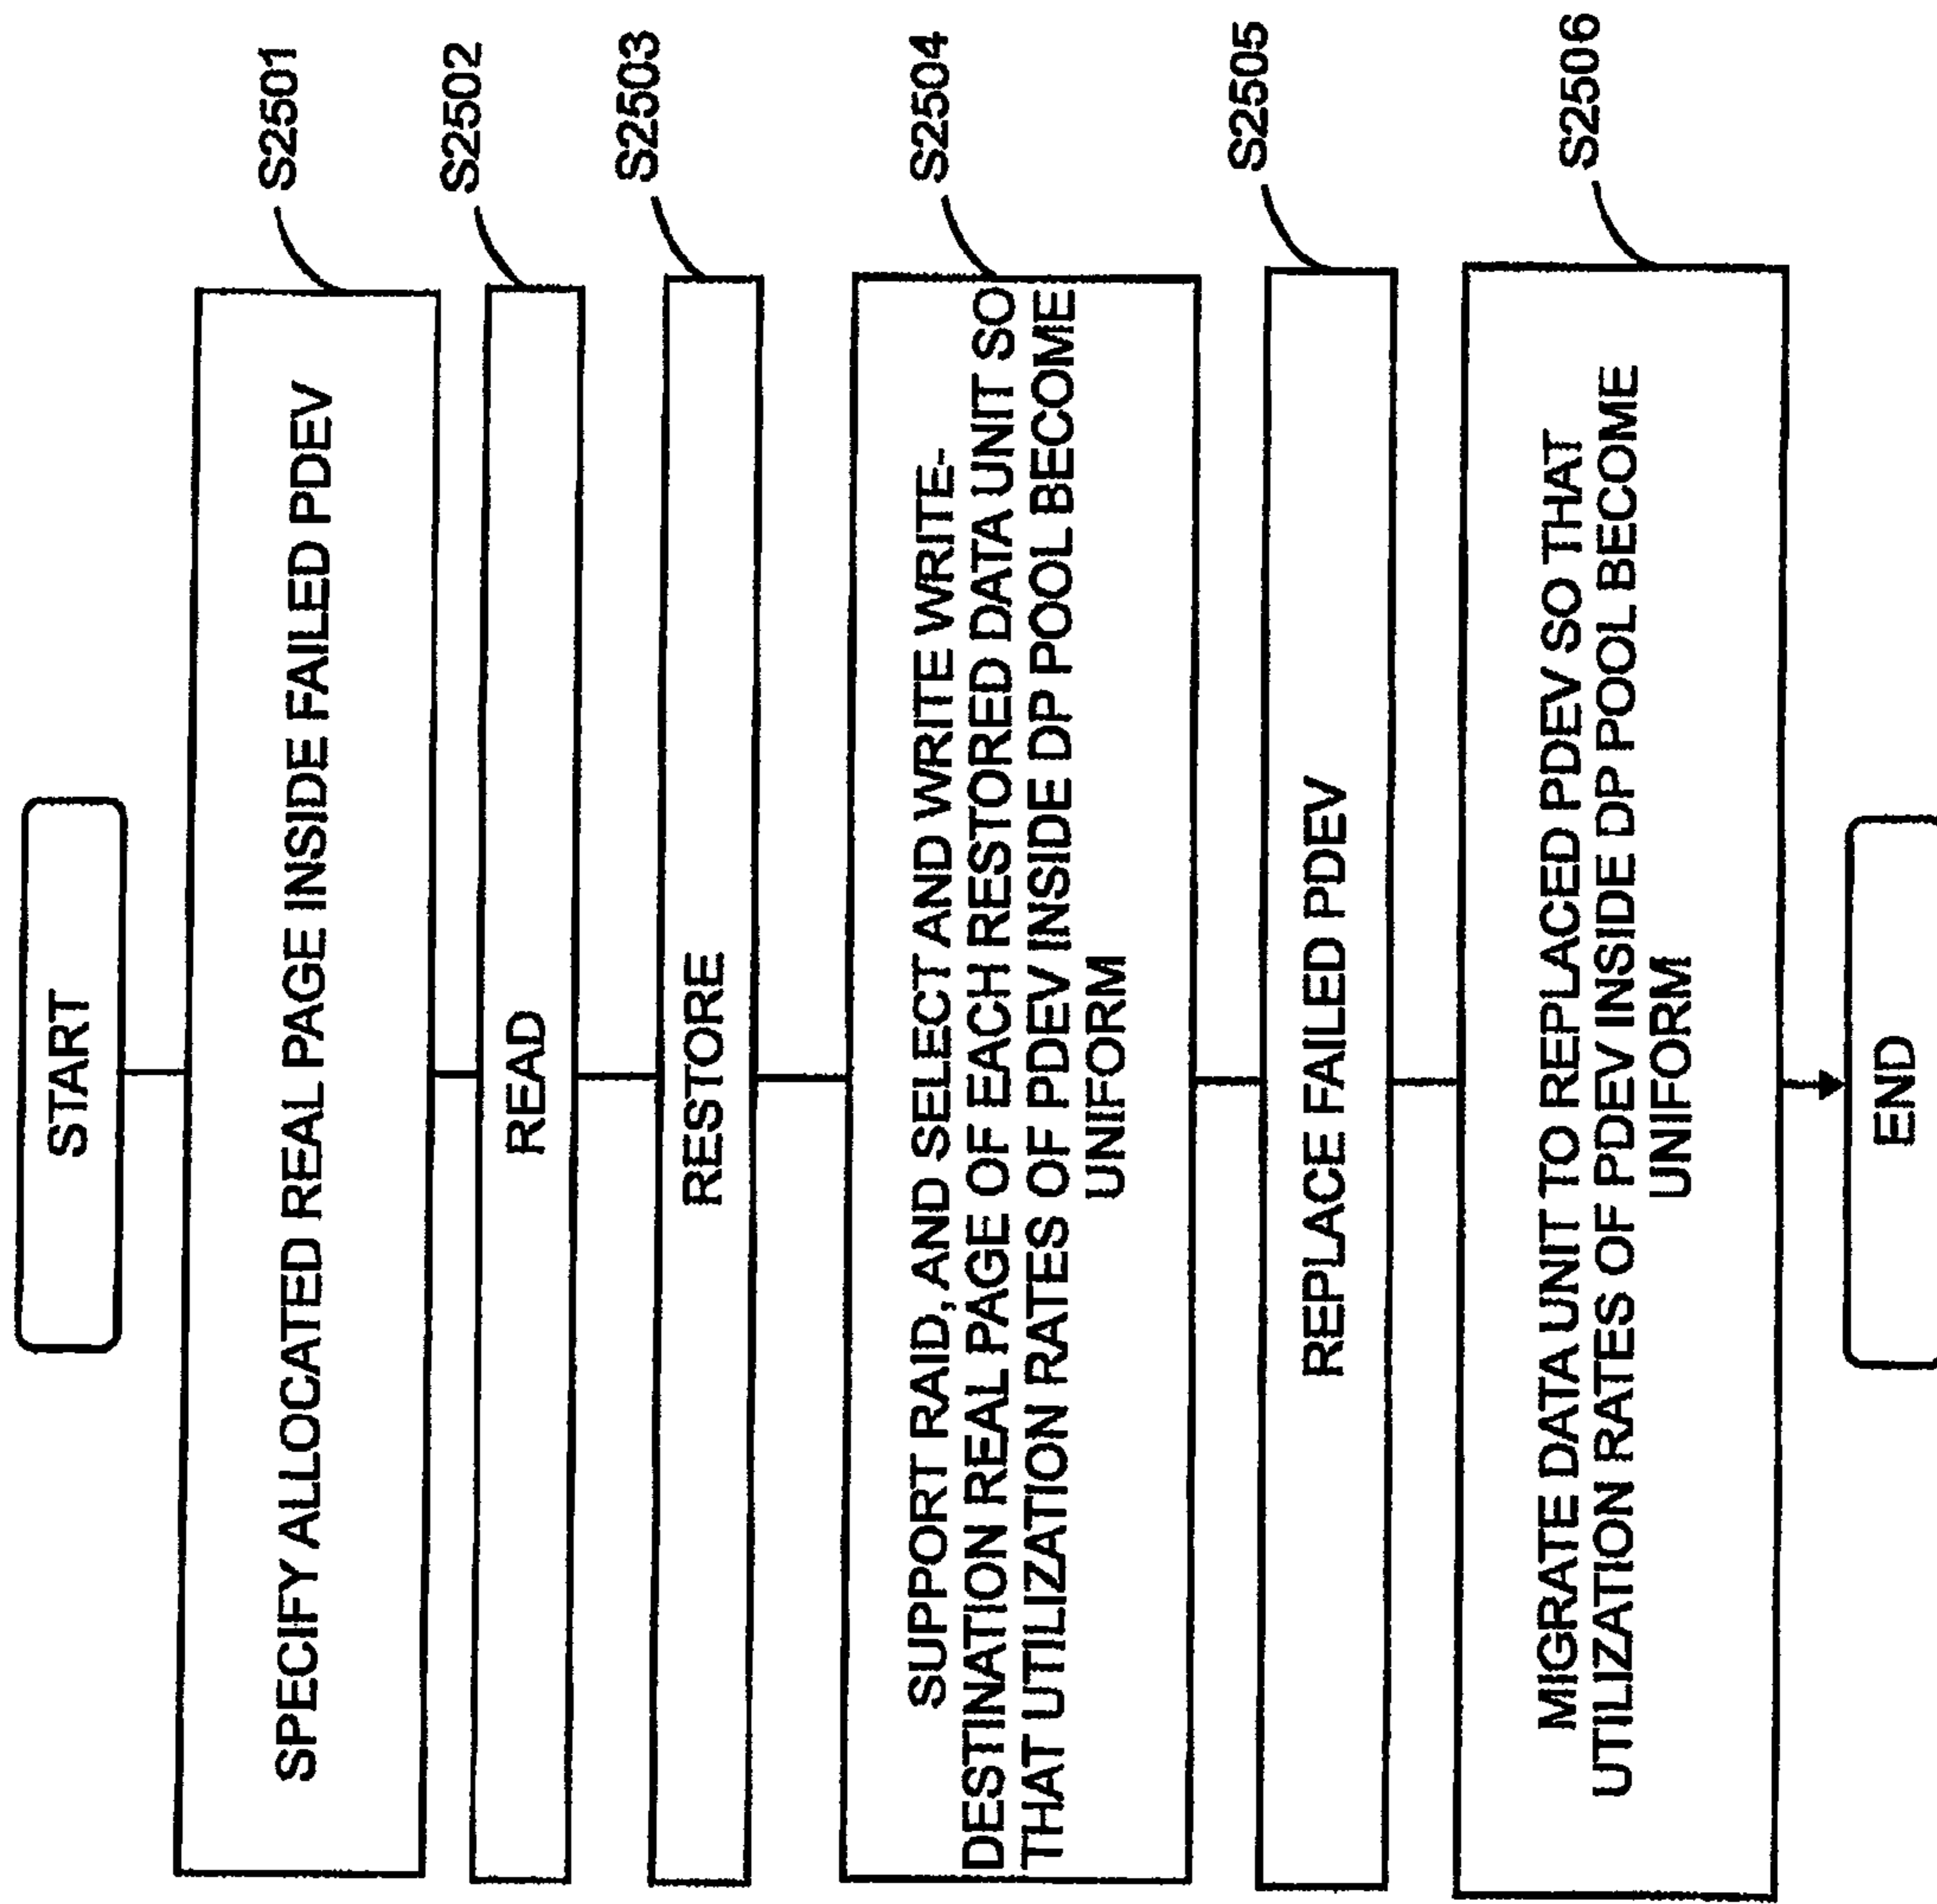 START
SPECIFY ALLOCATED REAL PAGE INSIDE FAILED PDEV
S2501
READ
S2502
RESTORE
S2503
SUPPORT RAID, AND SELECT AND WRITE WRITE-
DESTINATION REAL PAGE OF EACH RESTORED DATA UNIT SO
THAT UTILIZATION RATES OF PDEV INSIDE DP POOL BECOME
UNIFORM
S2504
REPLACE FAILED PDEV
S2505
MIGRATE DATA UNIT TO REPLACED PDEV SO THAT
UTILIZATION RATES OF PDEV INSIDE DP POOL BECOME
UNIFORM
S2506
END